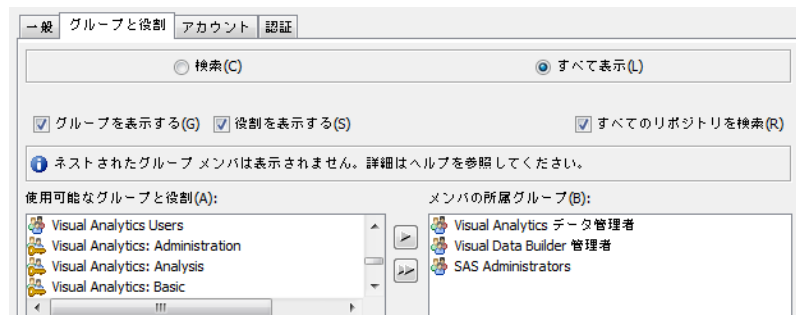 一般 グループと役割 アカウント 認証
検索(C) すべて表示(L)
グループを表示する(G) 役割を表示する(S) すべてのリポジトリを検索(R)
ネストされたグループ メンバは表示されません。詳細はヘルプを参照してください。
使用可能なグループと役割(A):
Visual Analytics Users
Visual Analytics: Administration
Visual Analytics: Analysis
Visual Analytics: Basic
メンバの所属グループ(B):
Visual Analytics データ管理者
Visual Data Builder 管理者
SAS Administrators